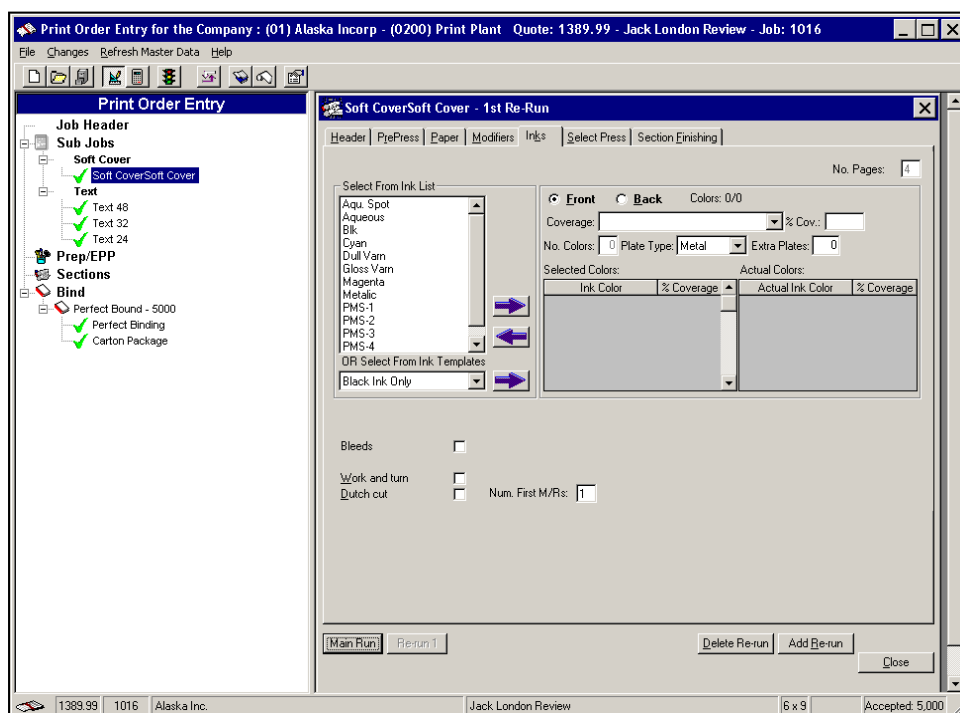 Print Order Entry for the Company : (01) Alaska Incorp - (0200) Print Plant   Quote: 1389.99 - Jack London Review - Job: 1016
File Changes Refresh Master Data Help
Print Order Entry
Job Header
Sub Jobs
Soft Cover
Soft CoverSoft Cover
Text
Text 48
Text 32
Text 24
Prep/EPP
Sections
Bind
Perfect Bound - 5000
Perfect Binding
Carton Package
Soft CoverSoft Cover - 1st Re-Run
Header PrePress Paper Modifiers Inks Select Press Section Finishing
No. Pages: 4
Select From Ink List
Aqu. Spot
Aqueous
Blk
Cyan
Dull Varn
Gloss Varn
Magenta
Metalic
PMS-1
PMS-2
PMS-3
PMS-4
OR Select From Ink Templates
Black Ink Only
Front Back Colors: 0/0
Coverage: % Cov.:
No. Colors: 0 Plate Type: Metal Extra Plates: 0
Selected Colors: Actual Colors:
Ink Color % Coverage Actual Ink Color % Coverage
Bleeds
Work and turn
Dutch cut Num. First M/Rs: 1
Main Run Re-run 1 Delete Re-run Add Re-run
Close
1389.99 1016 Alaska Inc. Jack London Review 6 x 9 Accepted: 5,000